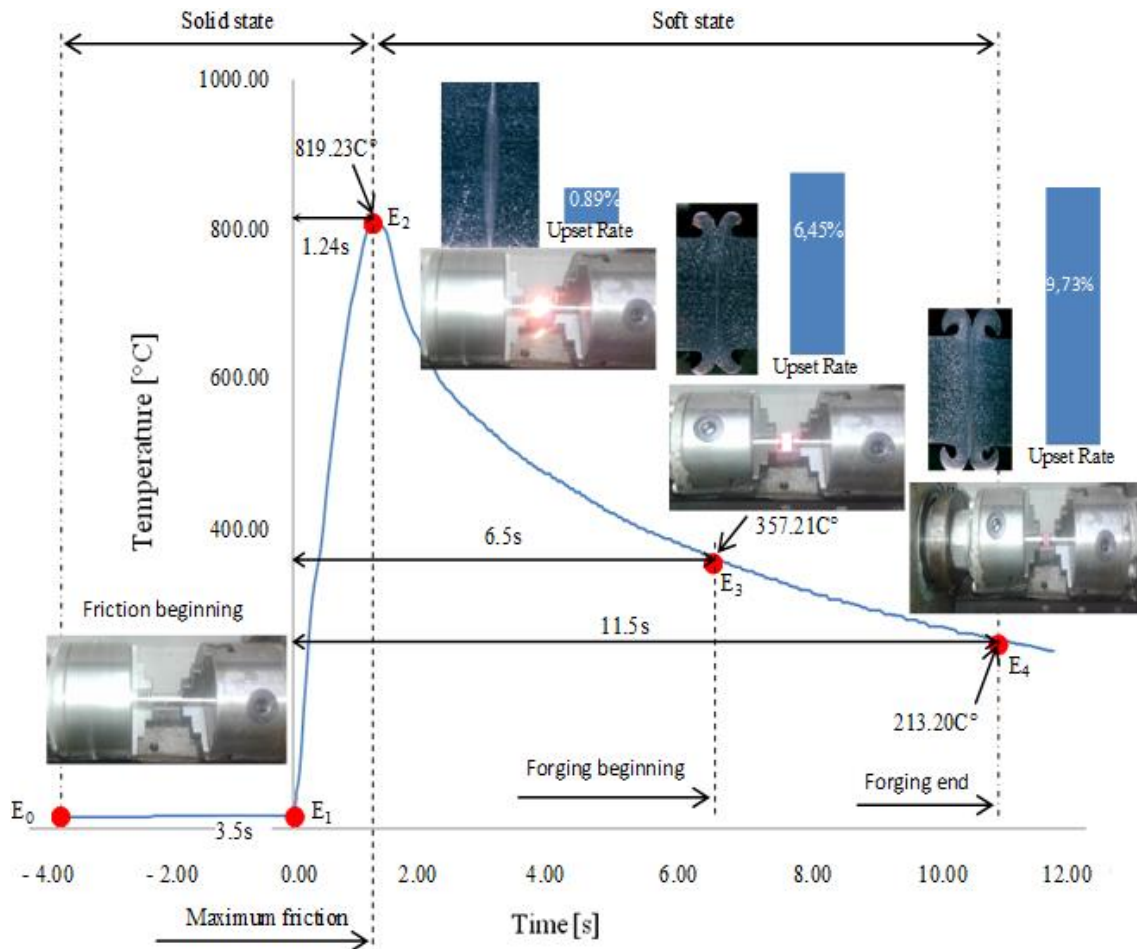 Solid state
Soft state
1000.00
819.23C°
E2
0.89%
Upset Rate
6,45%
Upset Rate
9,73%
Upset Rate
800.00
1.24s
600.00
Temperature [°C]
400.00
6.5s
357.21C°
E3
Friction beginning
11.5s
E4
213.20C°
Forging beginning
Forging end
E0
E1
3.5s
- 4.00
- 2.00
0.00
2.00
4.00
6.00
8.00
10.00
12.00
Maximum friction
Time [s]